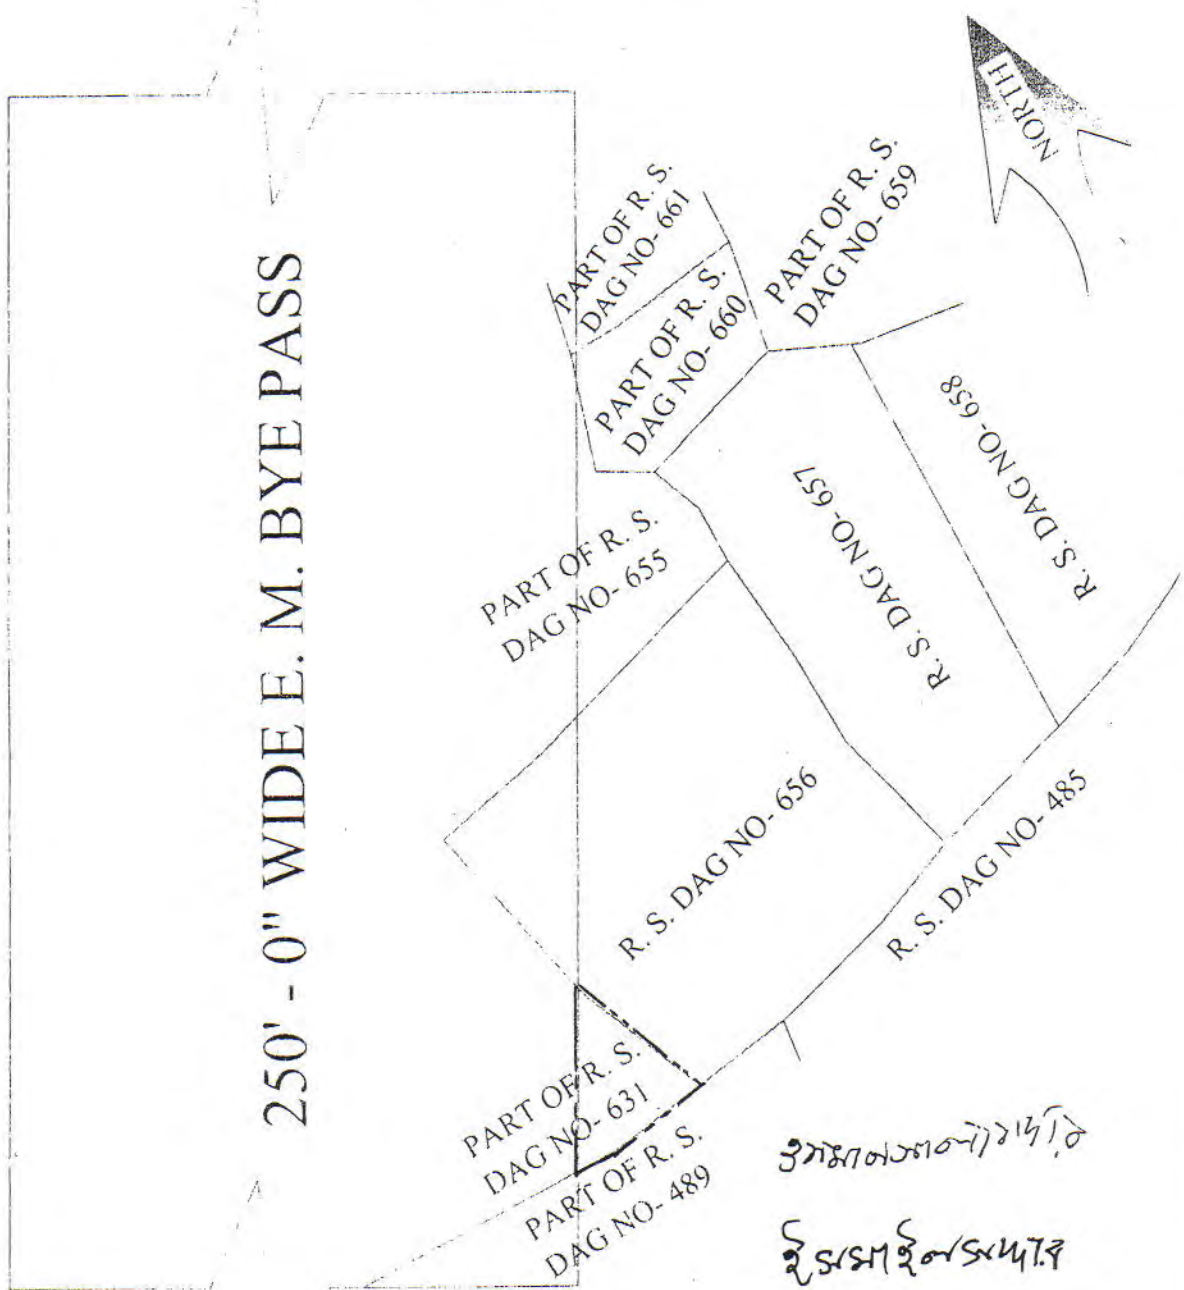 NORTH
PART OF R. S.
DAG NO- 661
PART OF R. S.
DAG NO- 659
PART OF R. S.
DAG NO- 660
250' - 0" WIDE E. M. BYE PASS
R. S. DAG NO- 658
R. S. DAG NO- 657
PART OF R. S.
DAG NO- 655
R. S. DAG NO- 656
R. S. DAG NO- 485
PART OF R. S.
DAG NO- 631
PART OF R. S.
DAG NO- 489